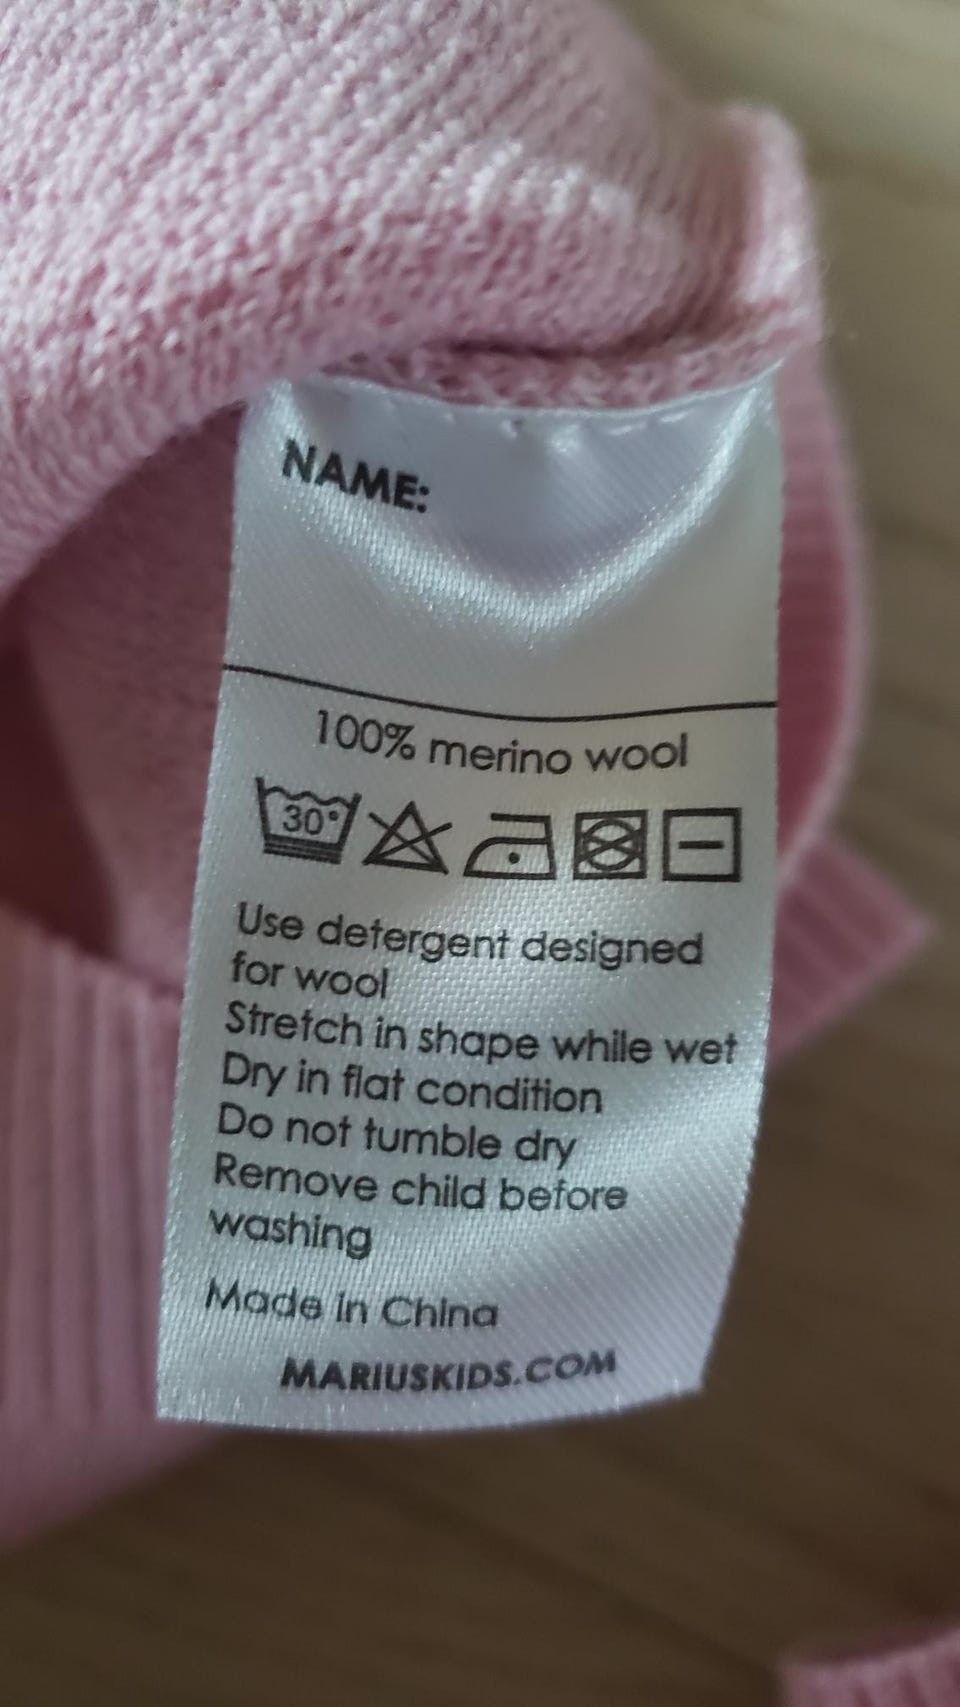 NAME:
100% merino wool
30°
Use detergent designed
for wool
Stretch in shape while wet
Dry in flat condition
Do not tumble dry
Remove child before
washing
Made in China
MARIUSKIDS.COM